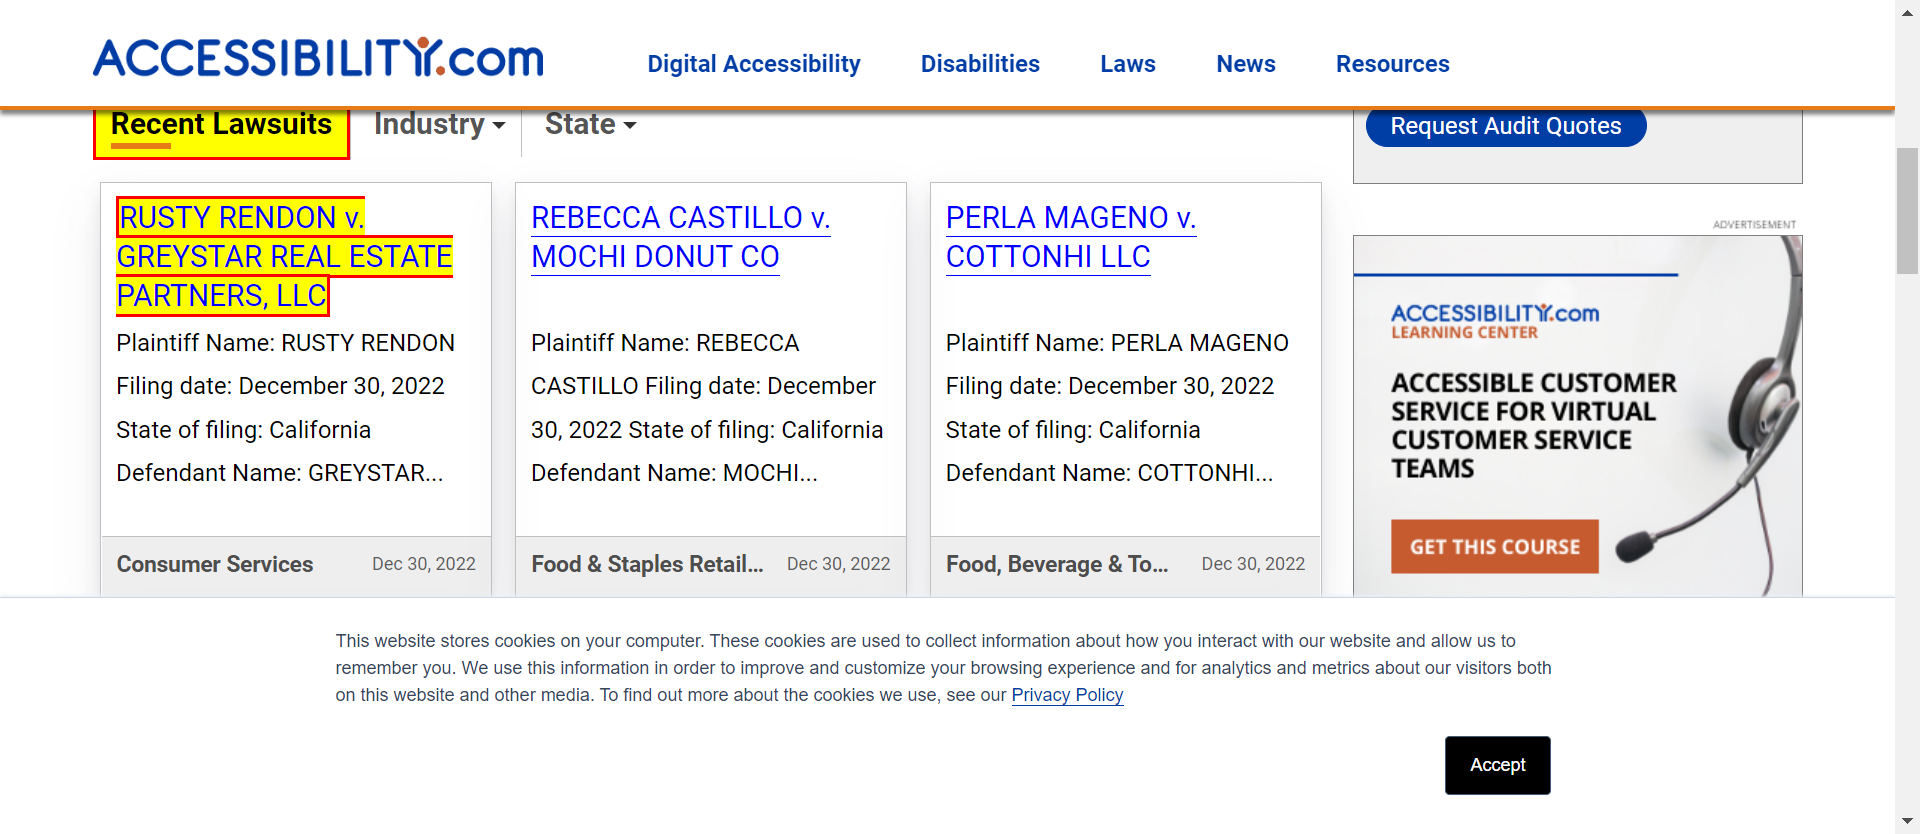 ACCESSIBILITY.com
Digital Accessibility
Disabilities
Laws
News
Resources
Recent Lawsuits
Industry
State
Request Audit Quotes
RUSTY RENDON v.
GREYSTAR REAL ESTATE
PARTNERS, LLC
Plaintiff Name: RUSTY RENDON
Filing date: December 30, 2022
State of filing: California
Defendant Name: GREYSTAR...
Consumer Services
Dec 30, 2022
REBECCA CASTILLO v.
MOCHI DONUT CO
Plaintiff Name: REBECCA
CASTILLO Filing date: December
30, 2022 State of filing: California
Defendant Name: MOCHI...
Food & Staples Retail...
Dec 30, 2022
PERLA MAGENO v.
COTTONHI LLC
Plaintiff Name: PERLA MAGENO
Filing date: December 30, 2022
State of filing: California
Defendant Name: COTTONHI...
Food, Beverage & To...
Dec 30, 2022
ADVERTISEMENT
ACCESSIBILITY.com
LEARNING CENTER
ACCESSIBLE CUSTOMER
SERVICE FOR VIRTUAL
CUSTOMER SERVICE
TEAMS
GET THIS COURSE
This website stores cookies on your computer. These cookies are used to collect information about how you interact with our website and allow us to
remember you. We use this information in order to improve and customize your browsing experience and for analytics and metrics about our visitors both
on this website and other media. To find out more about the cookies we use, see our Privacy Policy
Accept